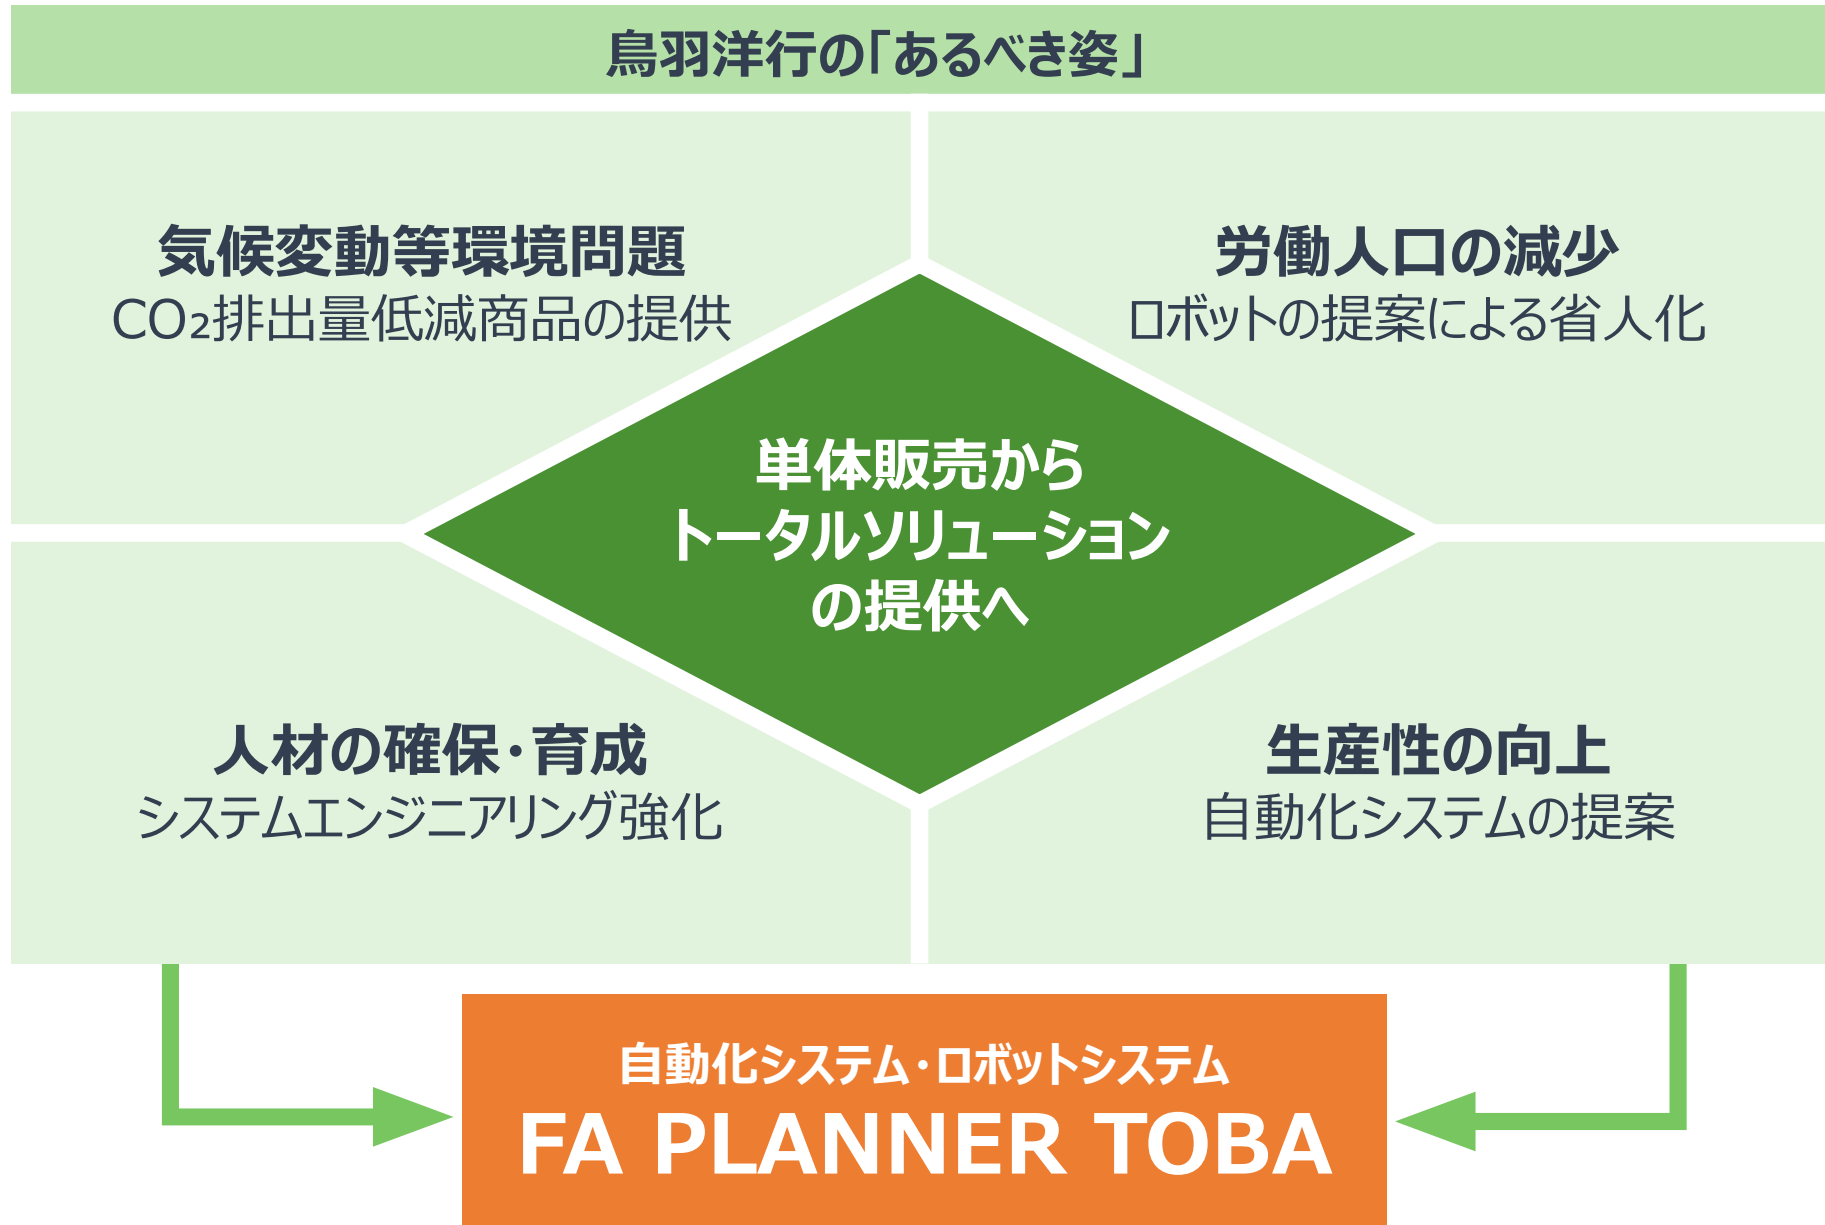 鳥羽洋行の「あるべき姿」
気候変動等環境問題
CO₂排出量低減商品の提供
労働人口の減少
ロボットの提案による省人化
単体販売から
トータルソリューション
の提供へ
人材の確保・育成
システムエンジニアリング強化
生産性の向上
自動化システムの提案
自動化システム・ロボットシステム
FA PLANNER TOBA